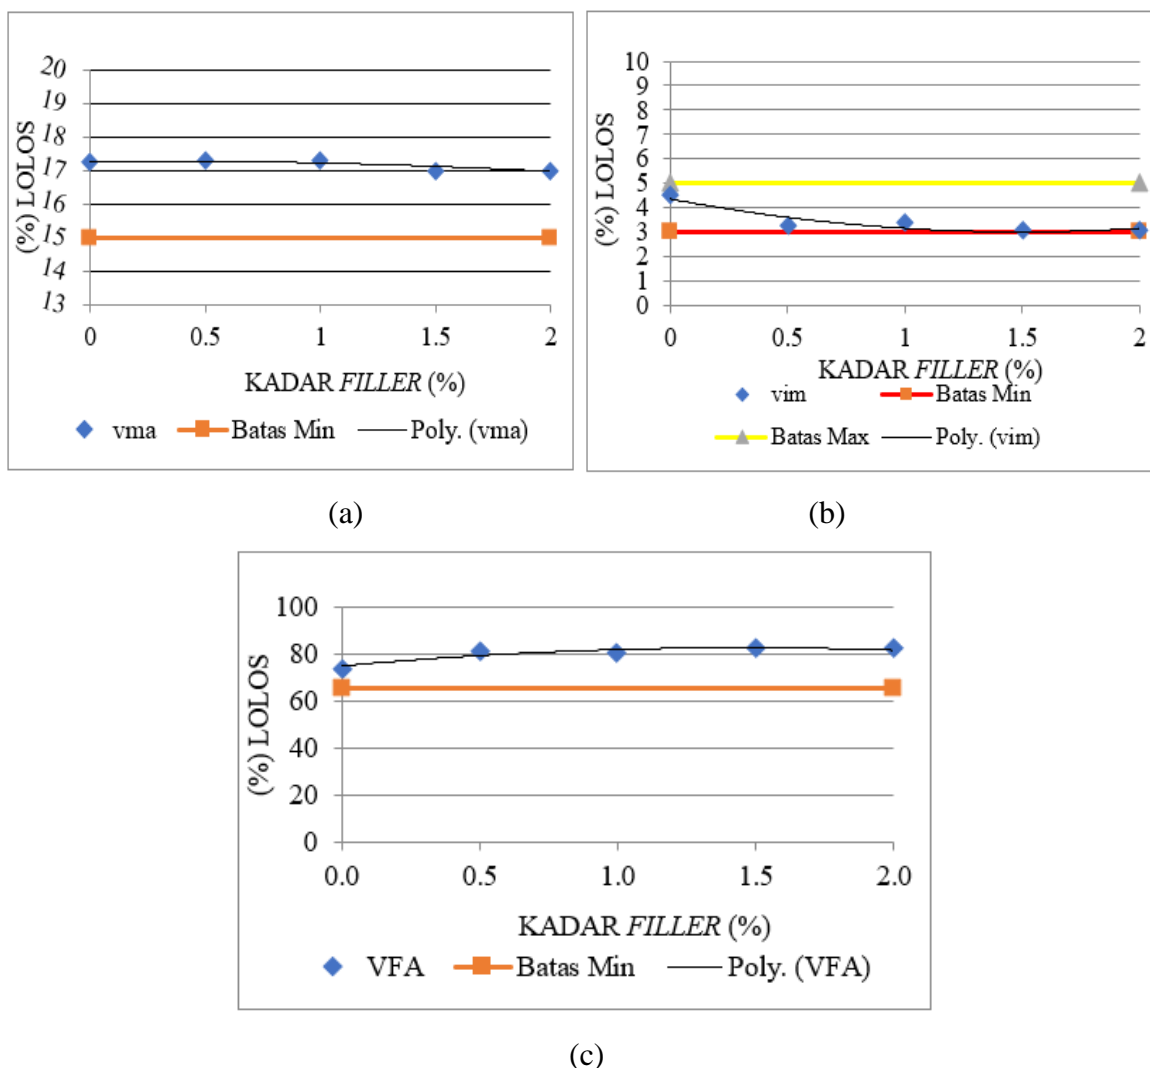 20
19
18
17
16
15
14
13
(%) LOLOS
0 0.5 1 1.5 2
KADAR FILLER (%)
vma Batas Min Poly. (vma)
(a)
10
9
8
7
6
5
4
3
2
1
0
(%) LOLOS
0 0.5 1 1.5 2
KADAR FILLER (%)
vim Batas Min
Batas Max Poly. (vim)
(b)
100
80
60
40
20
0
(%) LOLOS
0.0 0.5 1.0 1.5 2.0
KADAR FILLER (%)
VFA Batas Min Poly. (VFA)
(c)